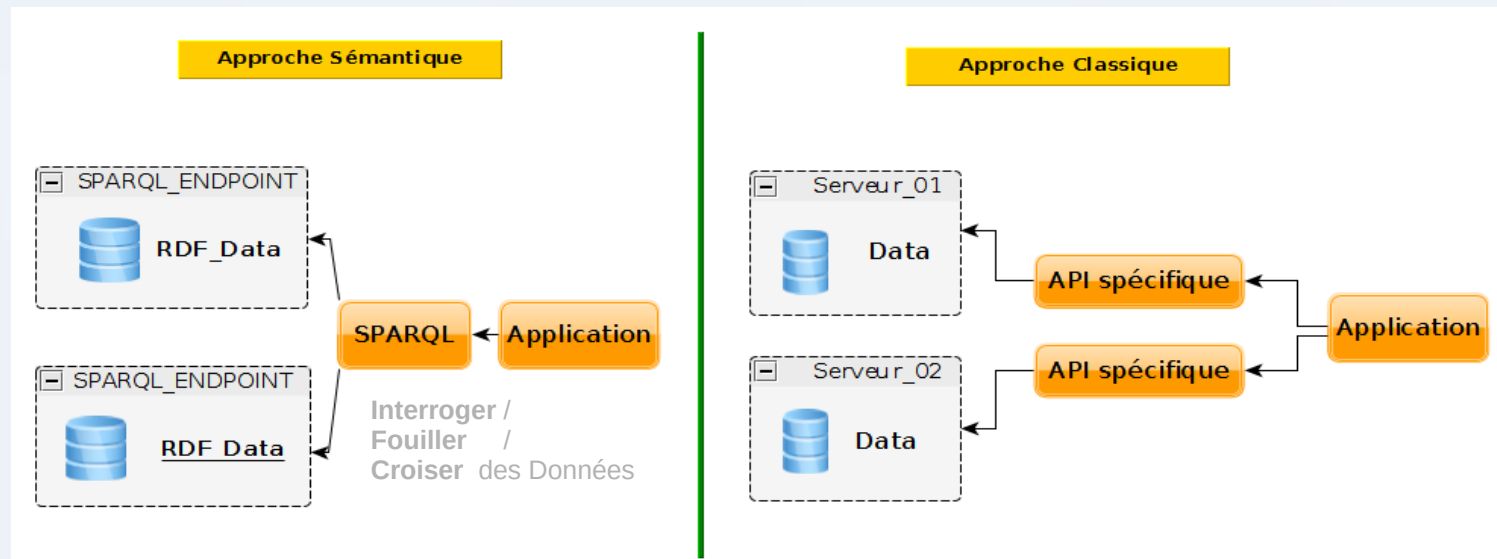 Approche Sémantique
SPARQL_ENDPOINT
RDF_Data
SPARQL
Application
SPARQL_ENDPOINT
RDF_Data
Interroger /
Fouiller /
Croiser des Données
Approche Classique
Serveur_01
Data
API spécifique
Application
API spécifique
Serveur_02
Data